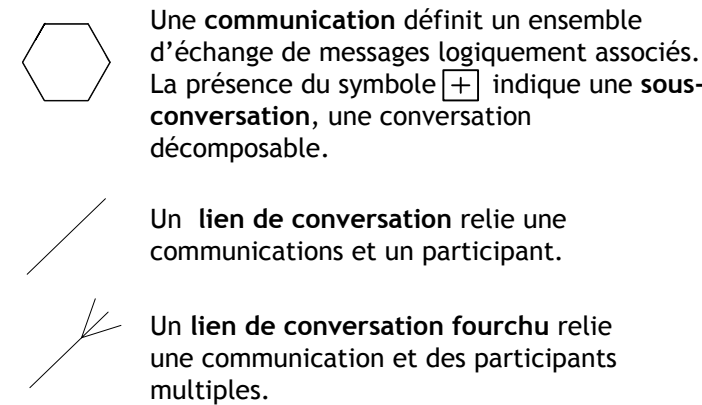 Une communication définit un ensemble
d’échange de messages logiquement associés.
La présence du symbole + indique une sous-
conversation, une conversation
décomposable.
Un lien de conversation relie une
communications et un participant.
Un lien de conversation fourchu relie
une communication et des participants
multiples.